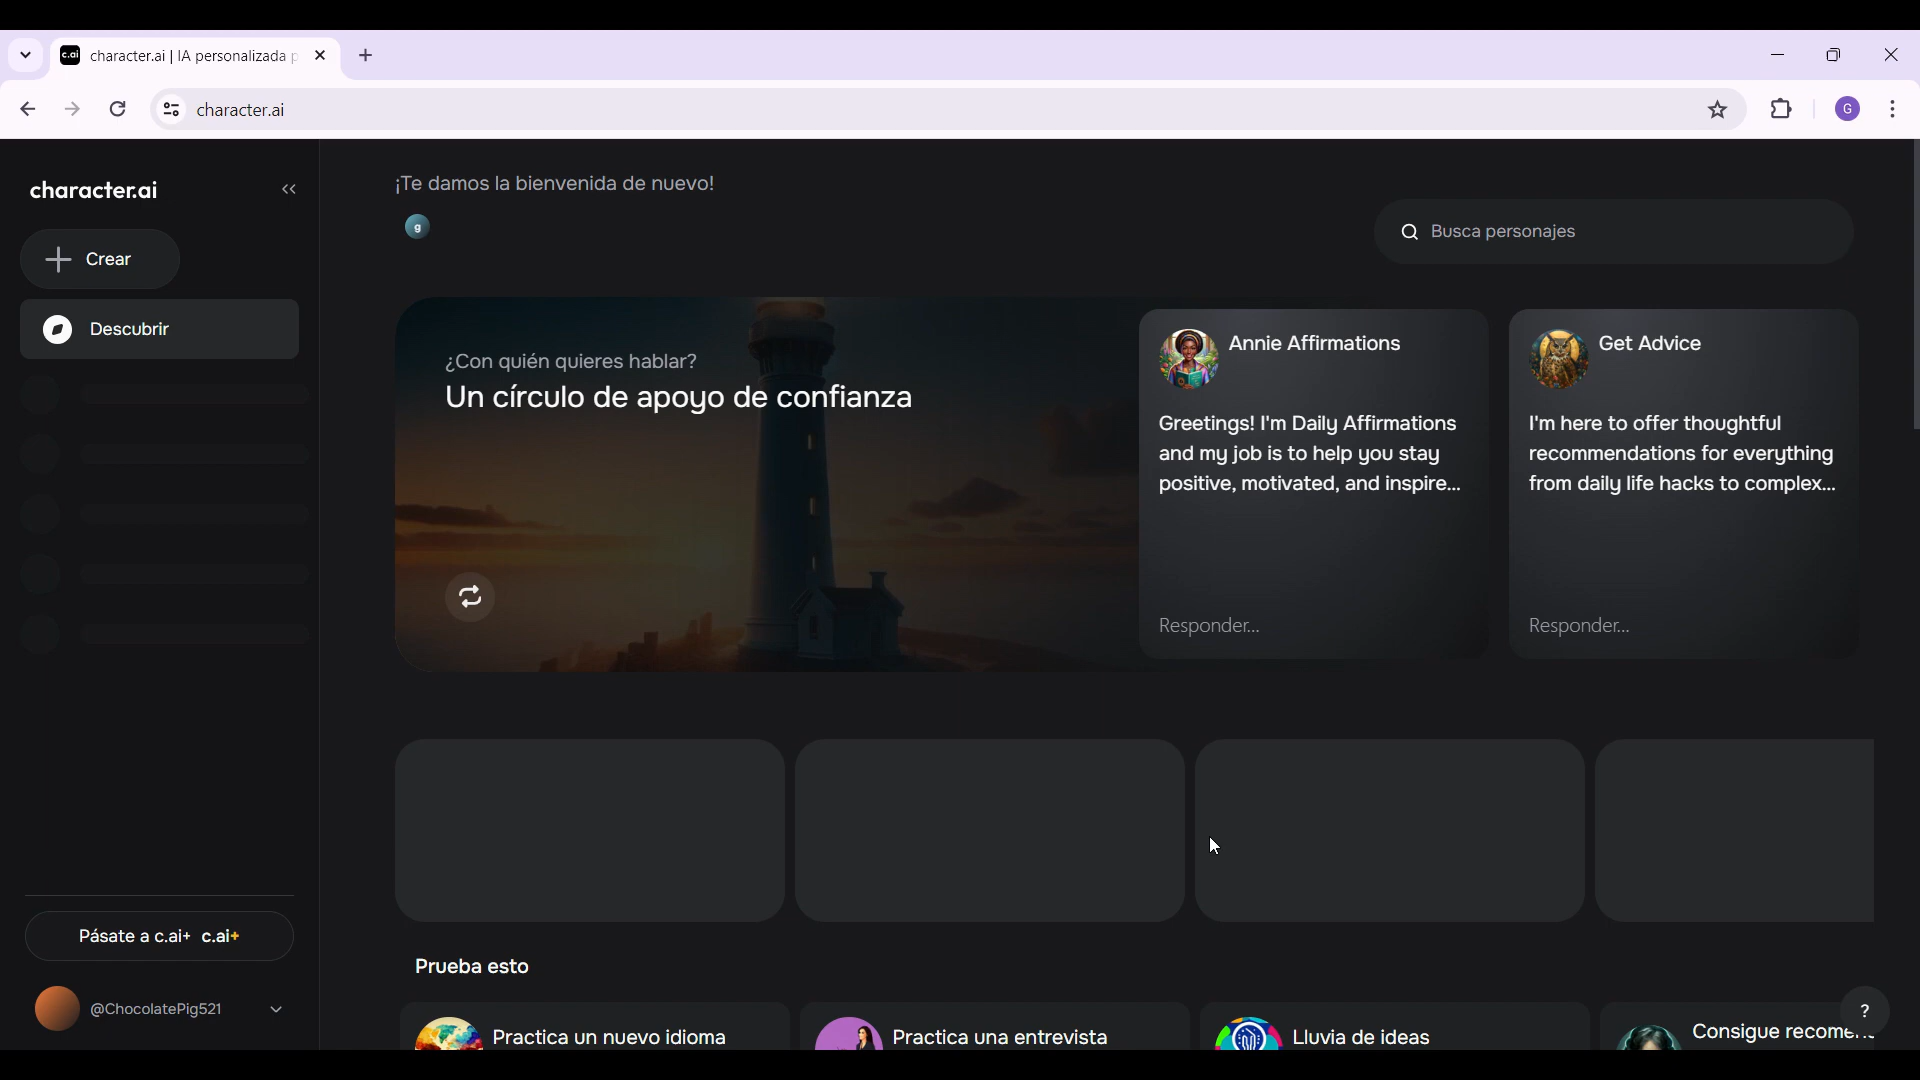 c.ai character.ai | IA personalizada p
character.ai
character.ai
Crear
Descubrir
Pásate a c.ai+ c.ai+
@ChocolatePig521
¡Te damos la bienvenida de nuevo!
g
Busca personajes
G
¿Con quién quieres hablar?
Un círculo de apoyo de confianza
Annie Affirmations
Greetings! I'm Daily Affirmations
and my job is to help you stay
positive, motivated, and inspire...
Responder...
Get Advice
I'm here to offer thoughtful
recommendations for everything
from daily life hacks to complex...
Responder...
Prueba esto
Practica un nuevo idioma
Practica una entrevista
Lluvia de ideas
Consigue recome
?